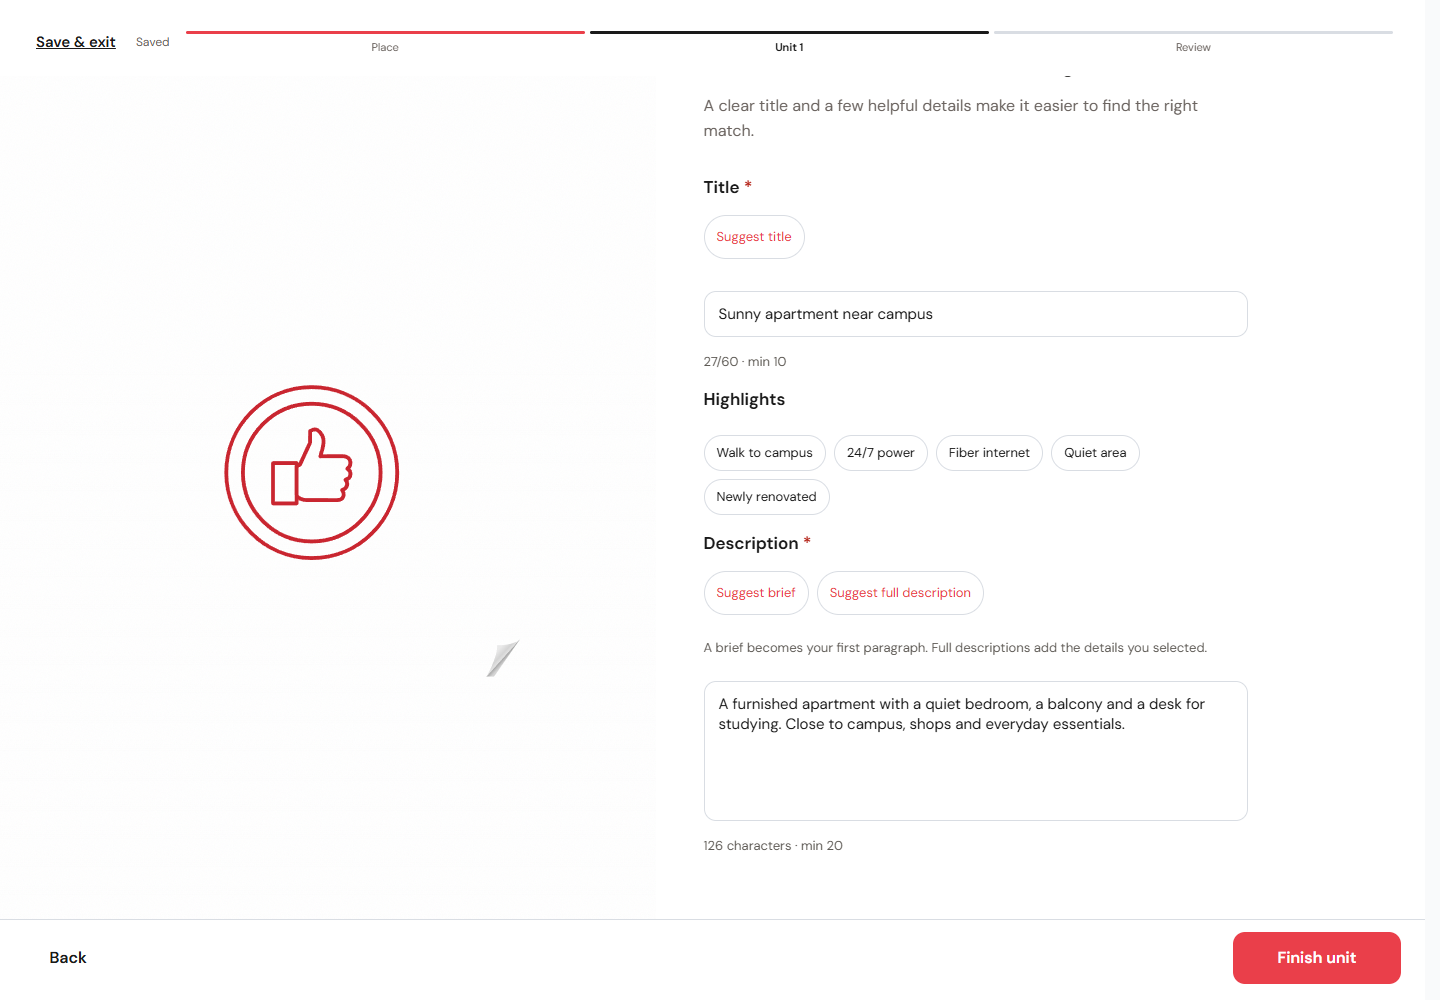 Save & exit
Saved
Place
Unit 1
Review
A clear title and a few helpful details make it easier to find the right
match.
Title *
Suggest title
Sunny apartment near campus
27/60 · min 10
Highlights
Walk to campus
24/7 power
Fiber internet
Quiet area
Newly renovated
Description *
Suggest brief
Suggest full description
A brief becomes your first paragraph. Full descriptions add the details you selected.
A furnished apartment with a quiet bedroom, a balcony and a desk for
studying. Close to campus, shops and everyday essentials.
126 characters · min 20
Back
Finish unit